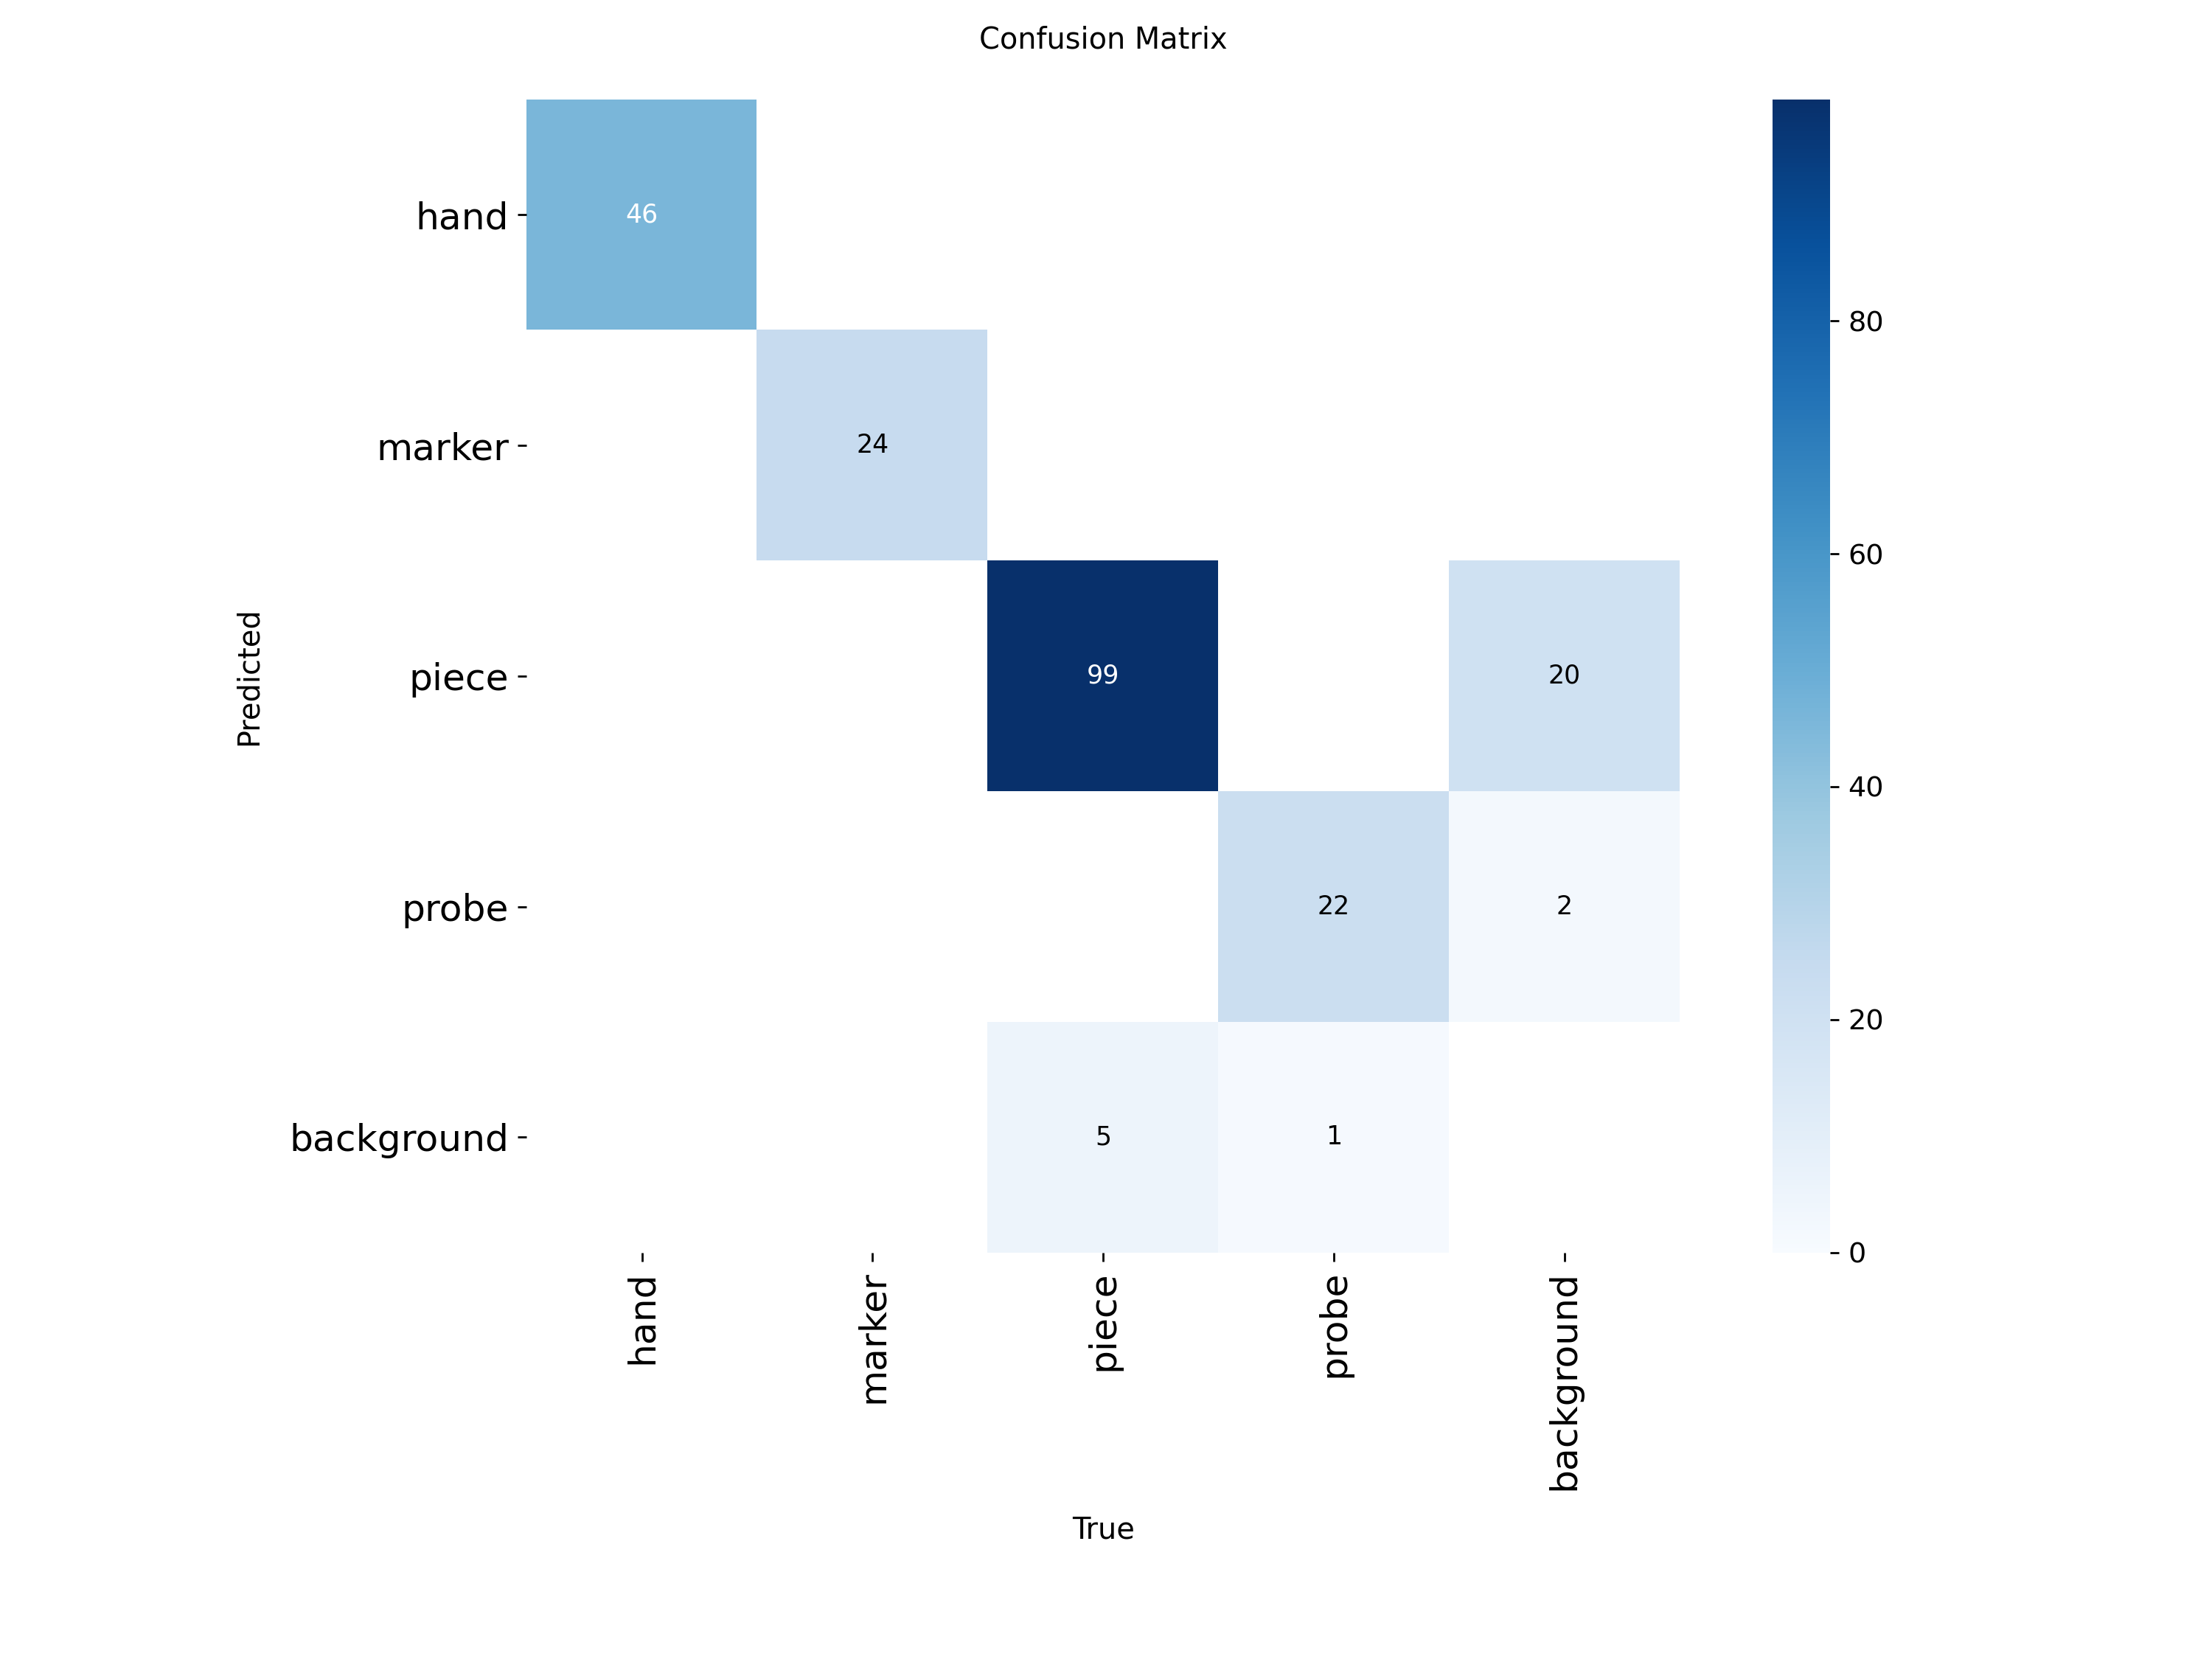 Confusion Matrix
hand
46
marker
24
80
60
Predicted
piece
99
20
40
probe
22
2
20
background
5
1
0
hand
marker
piece
probe
background
True